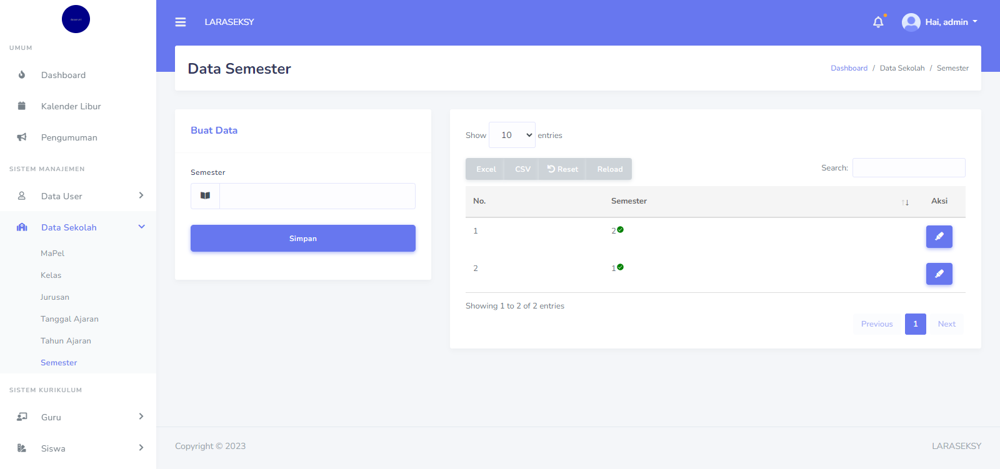 UMUM
Dashboard
Kalender Libur
Pengumuman
SISTEM MANAJEMEN
Data User
Data Sekolah
MaPel
Kelas
Jurusan
Tanggal Ajaran
Tahun Ajaran
Semester
SISTEM KURIKULUM
Guru
Siswa
LARASEKSY
Hai, admin
Data Semester
Dashboard / Data Sekolah / Semester
Buat Data
Semester
Simpan
Show 10 entries
Excel CSV Reset Reload
Search:
No. Semester ↑↓ Aksi
1 2
2 1
Showing 1 to 2 of 2 entries
Previous 1 Next
Copyright © 2023 LARASEKSY